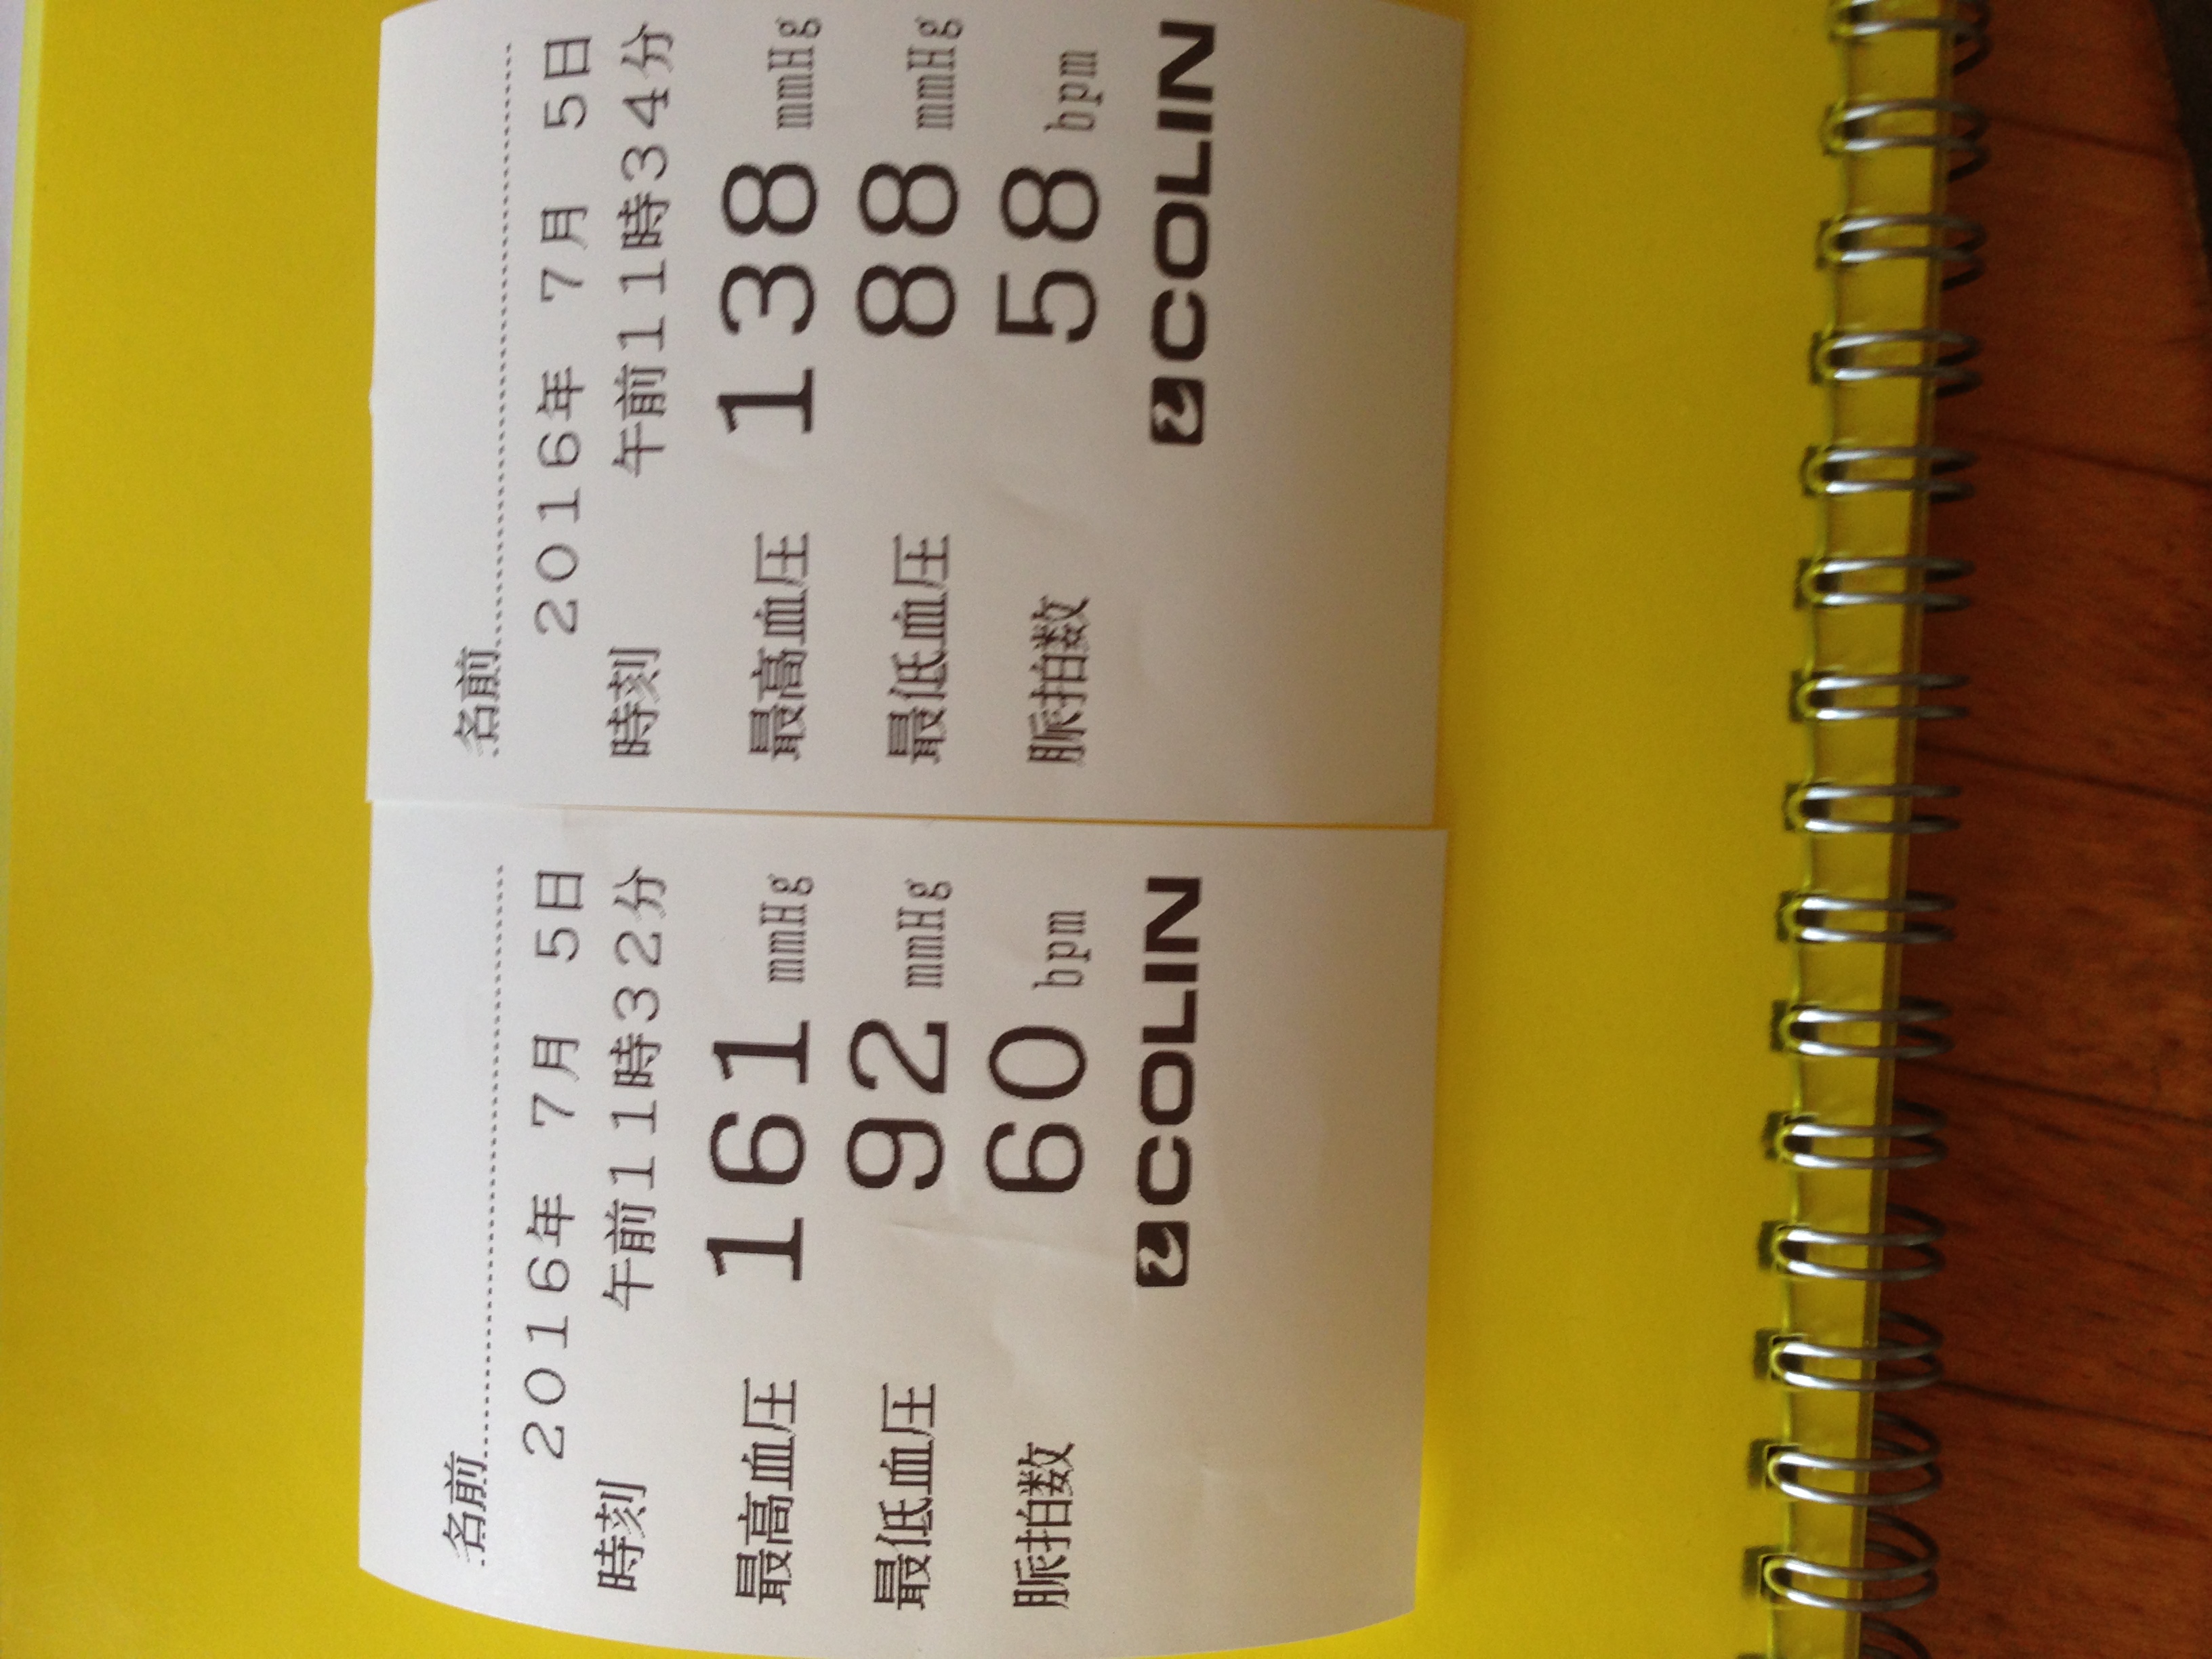 名前
2016年 7月 5日
時刻 午前11時32分
最高血圧 161 mmHg
最低血圧 92 mmHg
脈拍数 60 bpm
COLIN
名前
2016年 7月 5日
時刻 午前11時34分
最高血圧 138 mmHg
最低血圧 88 mmHg
脈拍数 58 bpm
COLIN